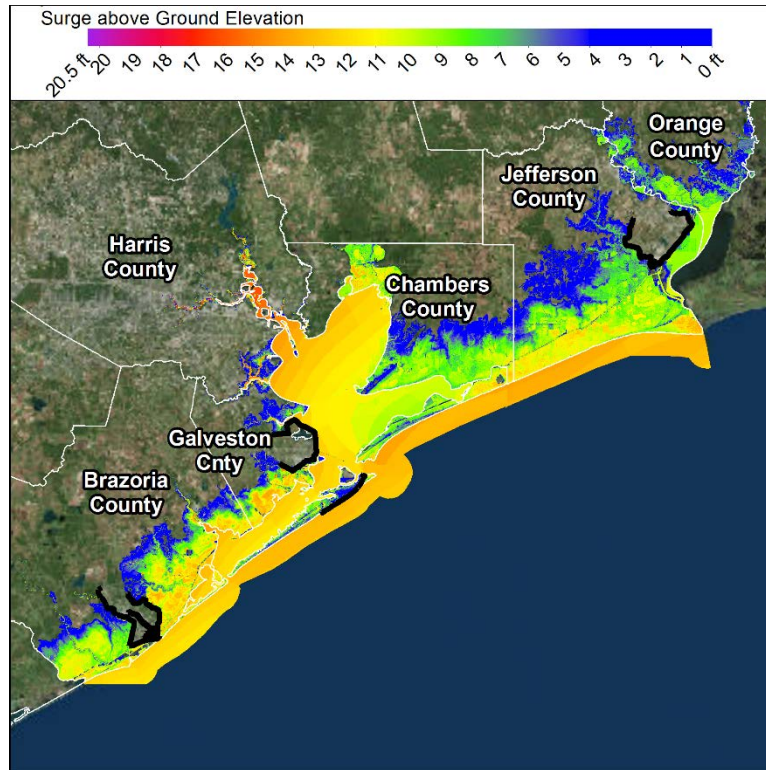 Surge above Ground Elevation
20.5 ft 20 19 18 17 16 15 14 13 12 11 10 9 8 7 6 5 4 3 2 1 0 ft
Orange
County
Jefferson
County
Harris
County
Chambers
County
Galveston
Cnty
Brazoria
County